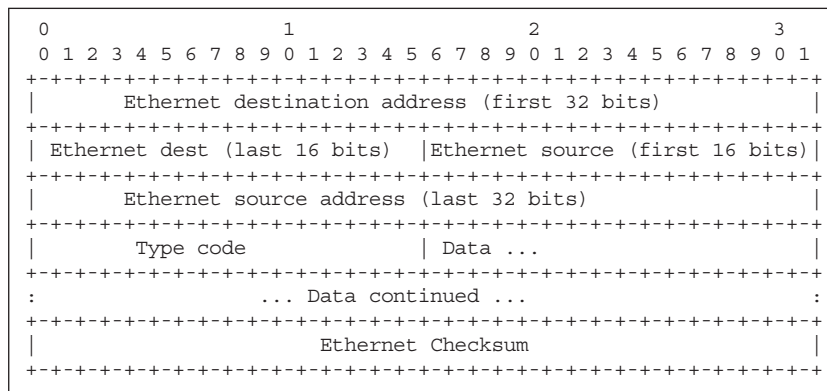 0                   1                   2                   3
 0 1 2 3 4 5 6 7 8 9 0 1 2 3 4 5 6 7 8 9 0 1 2 3 4 5 6 7 8 9 0 1
+-+-+-+-+-+-+-+-+-+-+-+-+-+-+-+-+-+-+-+-+-+-+-+-+-+-+-+-+-+-+-+-+
|       Ethernet destination address (first 32 bits)            |
+-+-+-+-+-+-+-+-+-+-+-+-+-+-+-+-+-+-+-+-+-+-+-+-+-+-+-+-+-+-+-+-+
| Ethernet dest (last 16 bits)  |Ethernet source (first 16 bits)|
+-+-+-+-+-+-+-+-+-+-+-+-+-+-+-+-+-+-+-+-+-+-+-+-+-+-+-+-+-+-+-+-+
|       Ethernet source address (last 32 bits)                  |
+-+-+-+-+-+-+-+-+-+-+-+-+-+-+-+-+-+-+-+-+-+-+-+-+-+-+-+-+-+-+-+-+
|        Type code              | Data ...                      |
+-+-+-+-+-+-+-+-+-+-+-+-+-+-+-+-+-+-+-+-+-+-+-+-+-+-+-+-+-+-+-+-+
:                  ... Data continued ...                       :
+-+-+-+-+-+-+-+-+-+-+-+-+-+-+-+-+-+-+-+-+-+-+-+-+-+-+-+-+-+-+-+-+
|                       Ethernet Checksum                       |
+-+-+-+-+-+-+-+-+-+-+-+-+-+-+-+-+-+-+-+-+-+-+-+-+-+-+-+-+-+-+-+-+